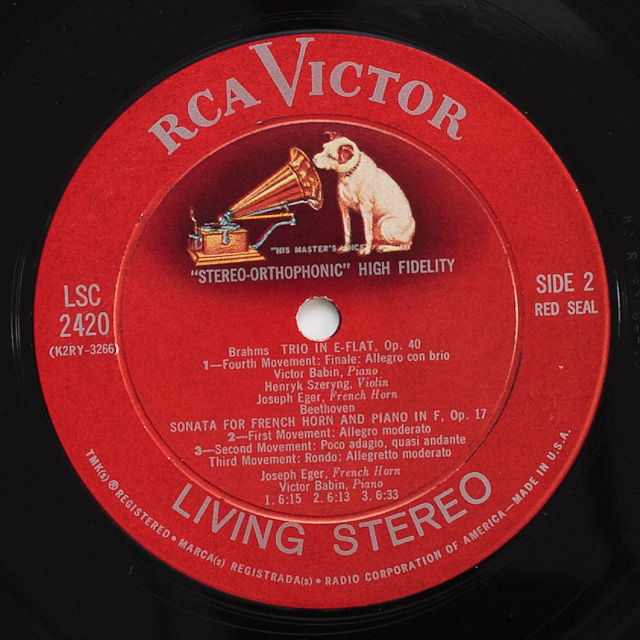 RCA VICTOR
"HIS MASTER'S VOICE"
"STEREO-ORTHOPHONIC" HIGH FIDELITY
LSC
2420
(K2RY-3266)
SIDE 2
RED SEAL
Brahms TRIO IN E-FLAT, Op. 40
1—Fourth Movement: Finale: Allegro con brio
Victor Babin, Piano
Henryk Szeryng, Violin
Joseph Eger, French Horn
Beethoven
SONATA FOR FRENCH HORN AND PIANO IN F, Op. 17
2—First Movement: Allegro moderato
3—Second Movement: Poco adagio, quasi andante
Third Movement: Rondo: Allegretto moderato
Joseph Eger, French Horn
Victor Babin, Piano
1. 6:15 2. 6:13 3. 6:33
LIVING STEREO
TMK(s) ® REGISTERED • MARCA(s) REGISTRADA(s) • RADIO CORPORATION OF AMERICA—MADE IN U.S.A.